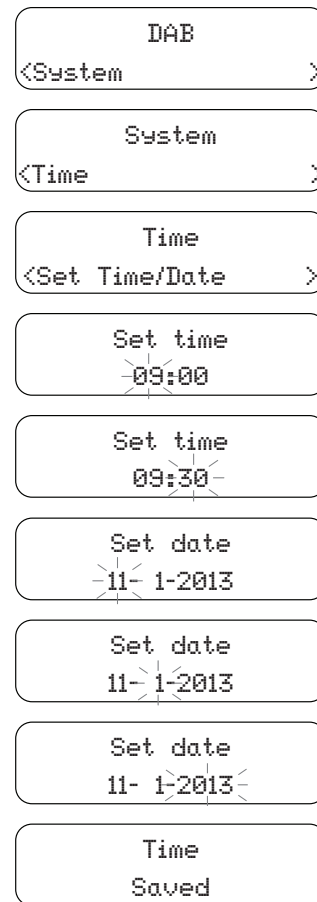 DAB
<System >
System
<Time >
Time
<Set Time/Date >
Set time
09:00
Set time
09:30
Set date
11- 1-2013
Set date
11- 1-2013
Set date
11- 1-2013
Time
Saved